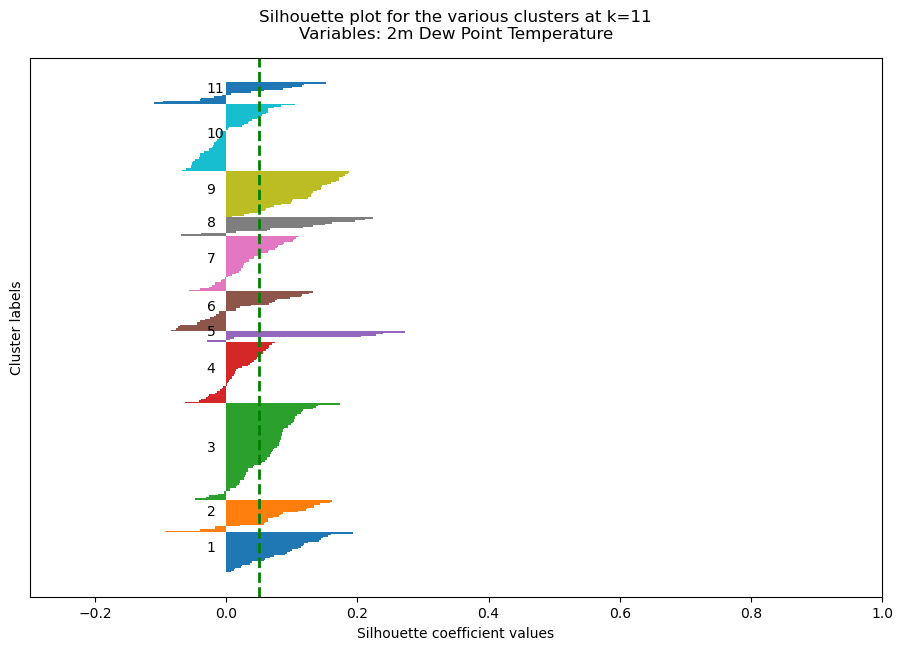 Silhouette plot for the various clusters at k=11
Variables: 2m Dew Point Temperature
11
10
9
8
7
6
5
4
3
2
1
Cluster labels
−0.2 0.0 0.2 0.4 0.6 0.8 1.0
Silhouette coefficient values